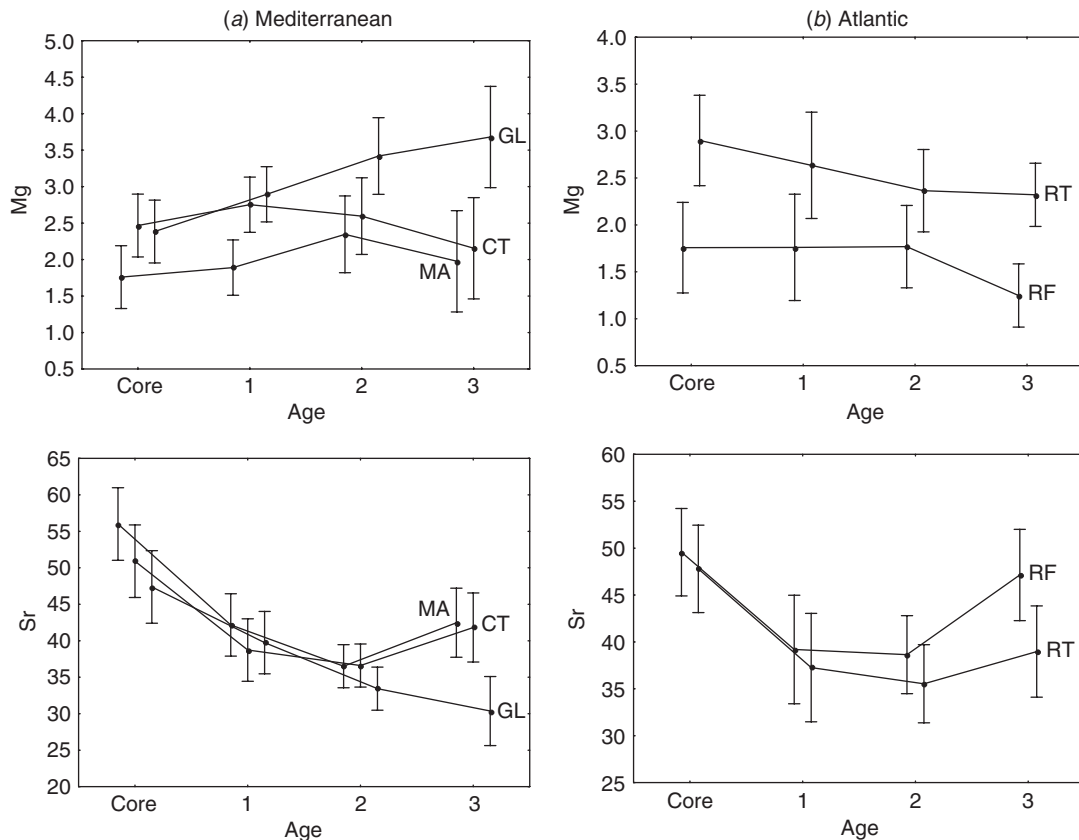 (a) Mediterranean
5.0
4.5
4.0
3.5
3.0
2.5
2.0
1.5
1.0
0.5
Mg
GL
CT
MA
Core 1 2 3
Age
(b) Atlantic
4.0
3.5
3.0
2.5
2.0
1.5
1.0
0.5
Mg
RT
RF
Core 1 2 3
Age
65
60
55
50
45
40
35
30
25
20
Sr
MA
CT
GL
Core 1 2 3
Age
60
55
50
45
40
35
30
25
Sr
RF
RT
Core 1 2 3
Age